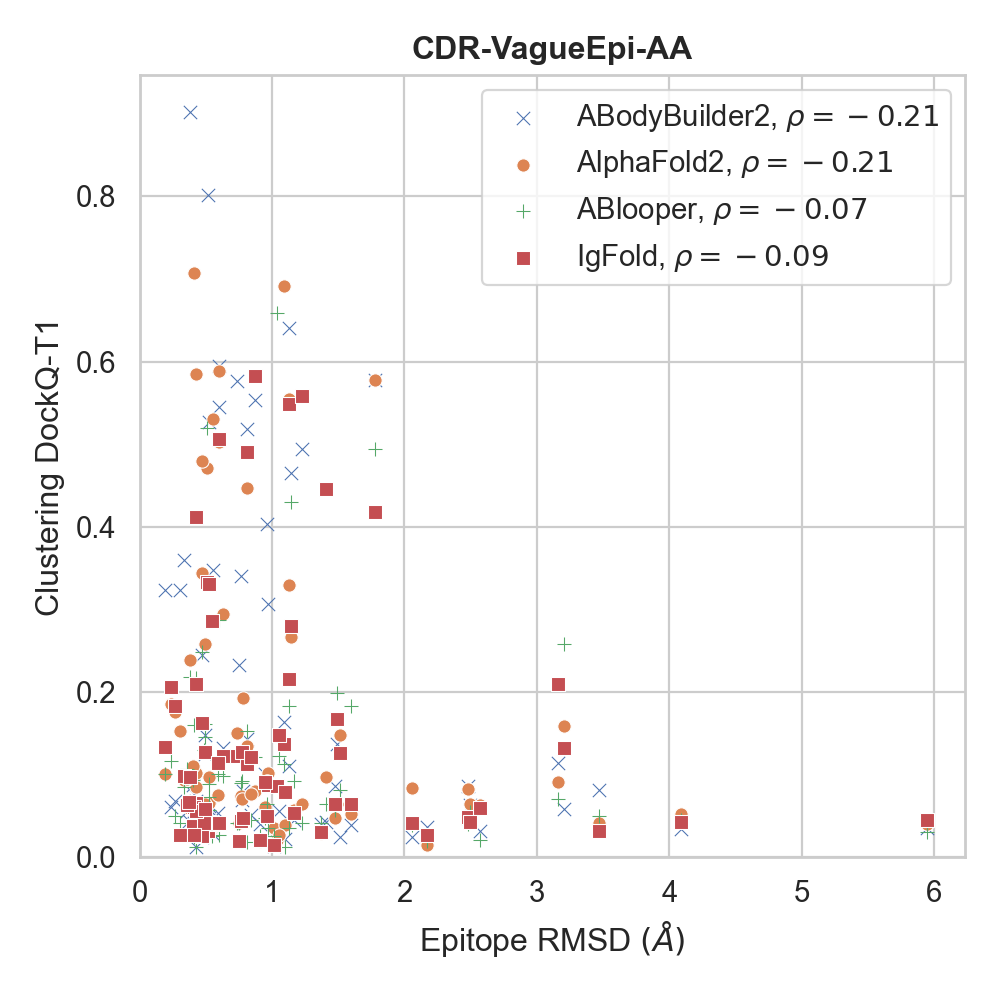 CDR-VagueEpi-AA
ABodyBuilder2, ρ = −0.21
AlphaFold2, ρ = −0.21
ABlooper, ρ = −0.07
IgFold, ρ = −0.09
Clustering DockQ-T1
0.8
0.6
0.4
0.2
0.0
0 1 2 3 4 5 6
Epitope RMSD (Å)